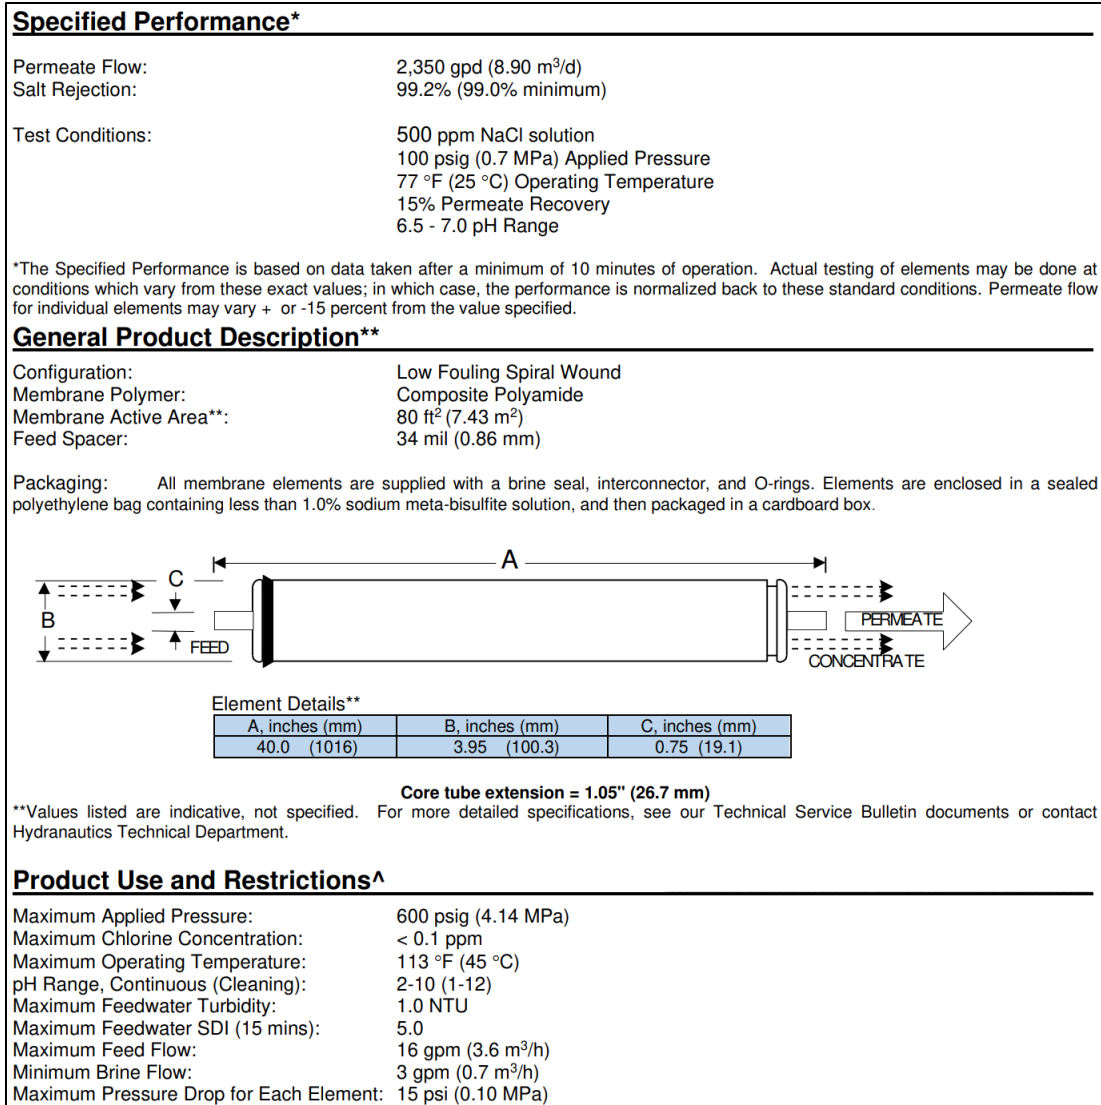 Specified Performance*
Permeate Flow: 2,350 gpd (8.90 m³/d)
Salt Rejection: 99.2% (99.0% minimum)
Test Conditions: 500 ppm NaCl solution
100 psig (0.7 MPa) Applied Pressure
77 °F (25 °C) Operating Temperature
15% Permeate Recovery
6.5 - 7.0 pH Range
*The Specified Performance is based on data taken after a minimum of 10 minutes of operation. Actual testing of elements may be done at
conditions which vary from these exact values; in which case, the performance is normalized back to these standard conditions. Permeate flow
for individual elements may vary + or -15 percent from the value specified.
General Product Description**
Configuration: Low Fouling Spiral Wound
Membrane Polymer: Composite Polyamide
Membrane Active Area**: 80 ft² (7.43 m²)
Feed Spacer: 34 mil (0.86 mm)
Packaging: All membrane elements are supplied with a brine seal, interconnector, and O-rings. Elements are enclosed in a sealed
polyethylene bag containing less than 1.0% sodium meta-bisulfite solution, and then packaged in a cardboard box.
A
C
B
FEED
PERMEATE
CONCENTRATE
Element Details**
A, inches (mm) B, inches (mm) C, inches (mm)
40.0 (1016) 3.95 (100.3) 0.75 (19.1)
Core tube extension = 1.05" (26.7 mm)
**Values listed are indicative, not specified. For more detailed specifications, see our Technical Service Bulletin documents or contact
Hydranautics Technical Department.
Product Use and Restrictions^
Maximum Applied Pressure: 600 psig (4.14 MPa)
Maximum Chlorine Concentration: < 0.1 ppm
Maximum Operating Temperature: 113 °F (45 °C)
pH Range, Continuous (Cleaning): 2-10 (1-12)
Maximum Feedwater Turbidity: 1.0 NTU
Maximum Feedwater SDI (15 mins): 5.0
Maximum Feed Flow: 16 gpm (3.6 m³/h)
Minimum Brine Flow: 3 gpm (0.7 m³/h)
Maximum Pressure Drop for Each Element: 15 psi (0.10 MPa)